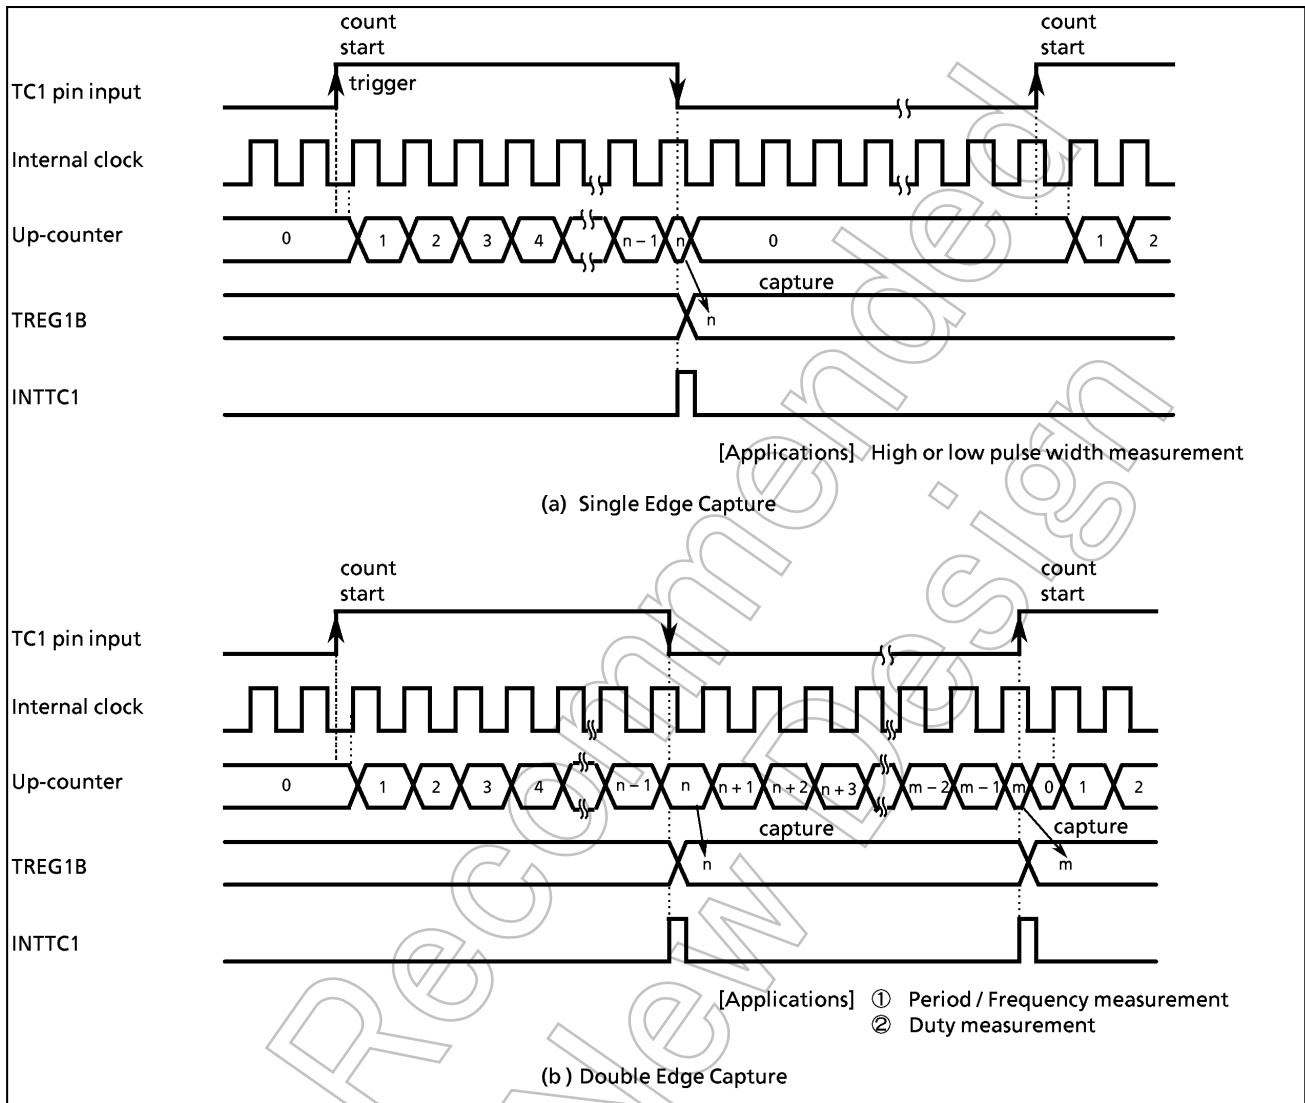 count
start
count
start
TC1 pin input
trigger
Internal clock
Up-counter
0 1 2 3 4 n – 1 n 0 1 2
capture
TREG1B
n
INTTC1
[Applications] High or low pulse width measurement
(a) Single Edge Capture
count
start
count
start
TC1 pin input
Internal clock
Up-counter
0 1 2 3 4 n – 1 n n + 1 n + 2 n + 3 m – 2 m – 1 m 0 1 2
capture
capture
TREG1B
n
m
INTTC1
[Applications] ① Period / Frequency measurement
② Duty measurement
(b ) Double Edge Capture
Recommended
New Design